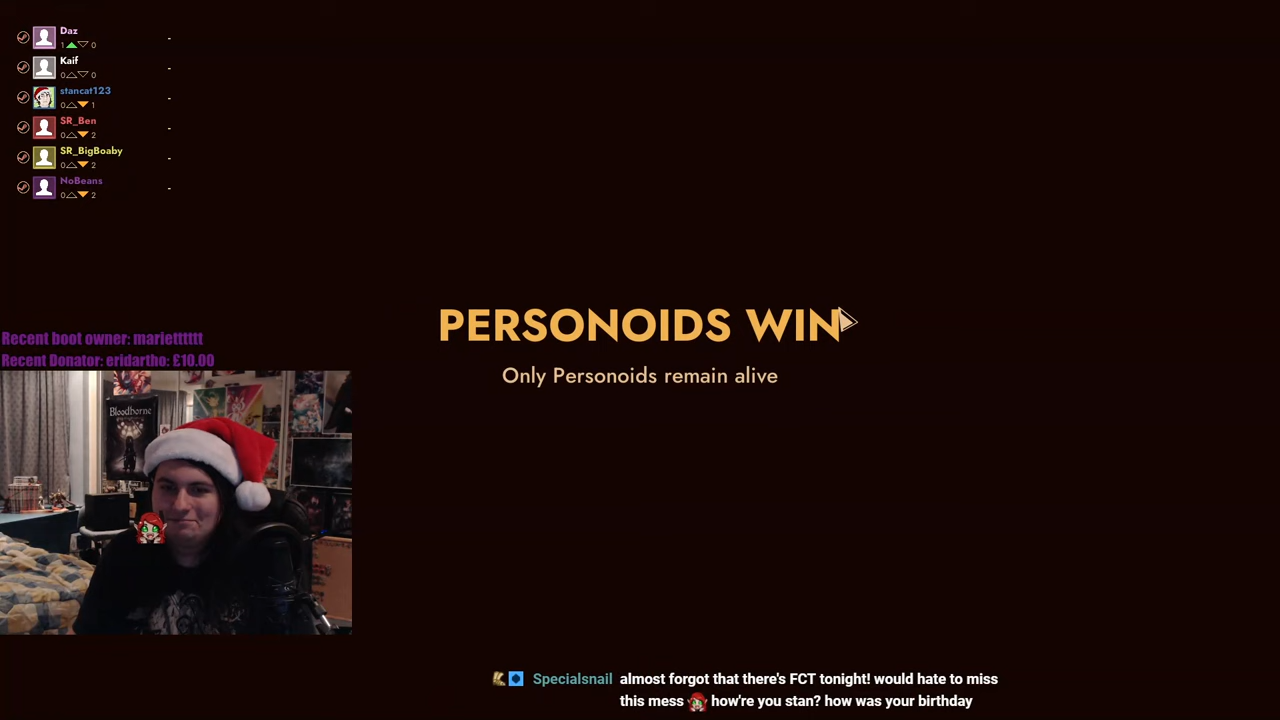 Daz
1 0
-
Kaif
0 0
-
stancat123
0 1
-
SR_Ben
0 2
-
SR_BigBoaby
0 2
-
NoBeans
0 2
-
PERSONOIDS WIN
Only Personoids remain alive
Recent boot owner: marietttttt
Recent Donator: eridartho: £10.00
Bloodborne
Specialsnail almost forgot that there's FCT tonight! would hate to miss
this mess how're you stan? how was your birthday